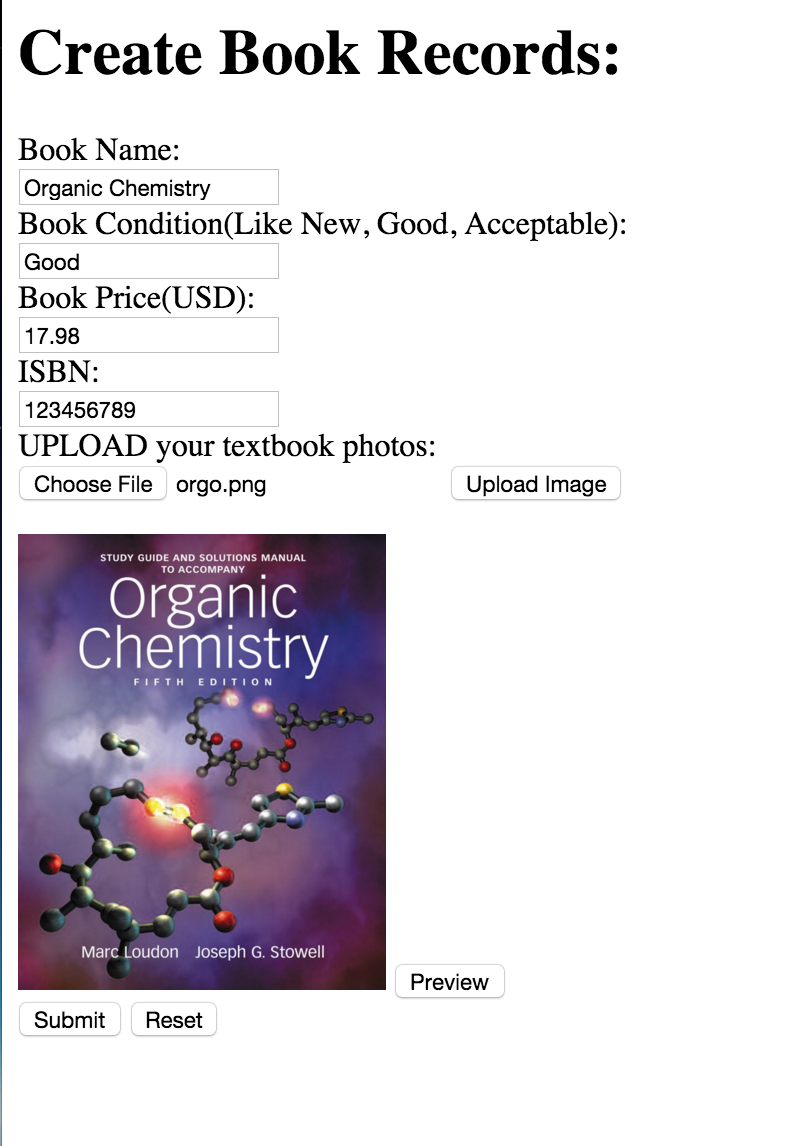 Create Book Records:
Book Name:
Organic Chemistry
Book Condition(Like New, Good, Acceptable):
Good
Book Price(USD):
17.98
ISBN:
123456789
UPLOAD your textbook photos:
Choose File orgo.png Upload Image
STUDY GUIDE AND SOLUTIONS MANUAL
TO ACCOMPANY
Organic
Chemistry
FIFTH EDITION
Marc Loudon Joseph G. Stowell
Preview
Submit Reset